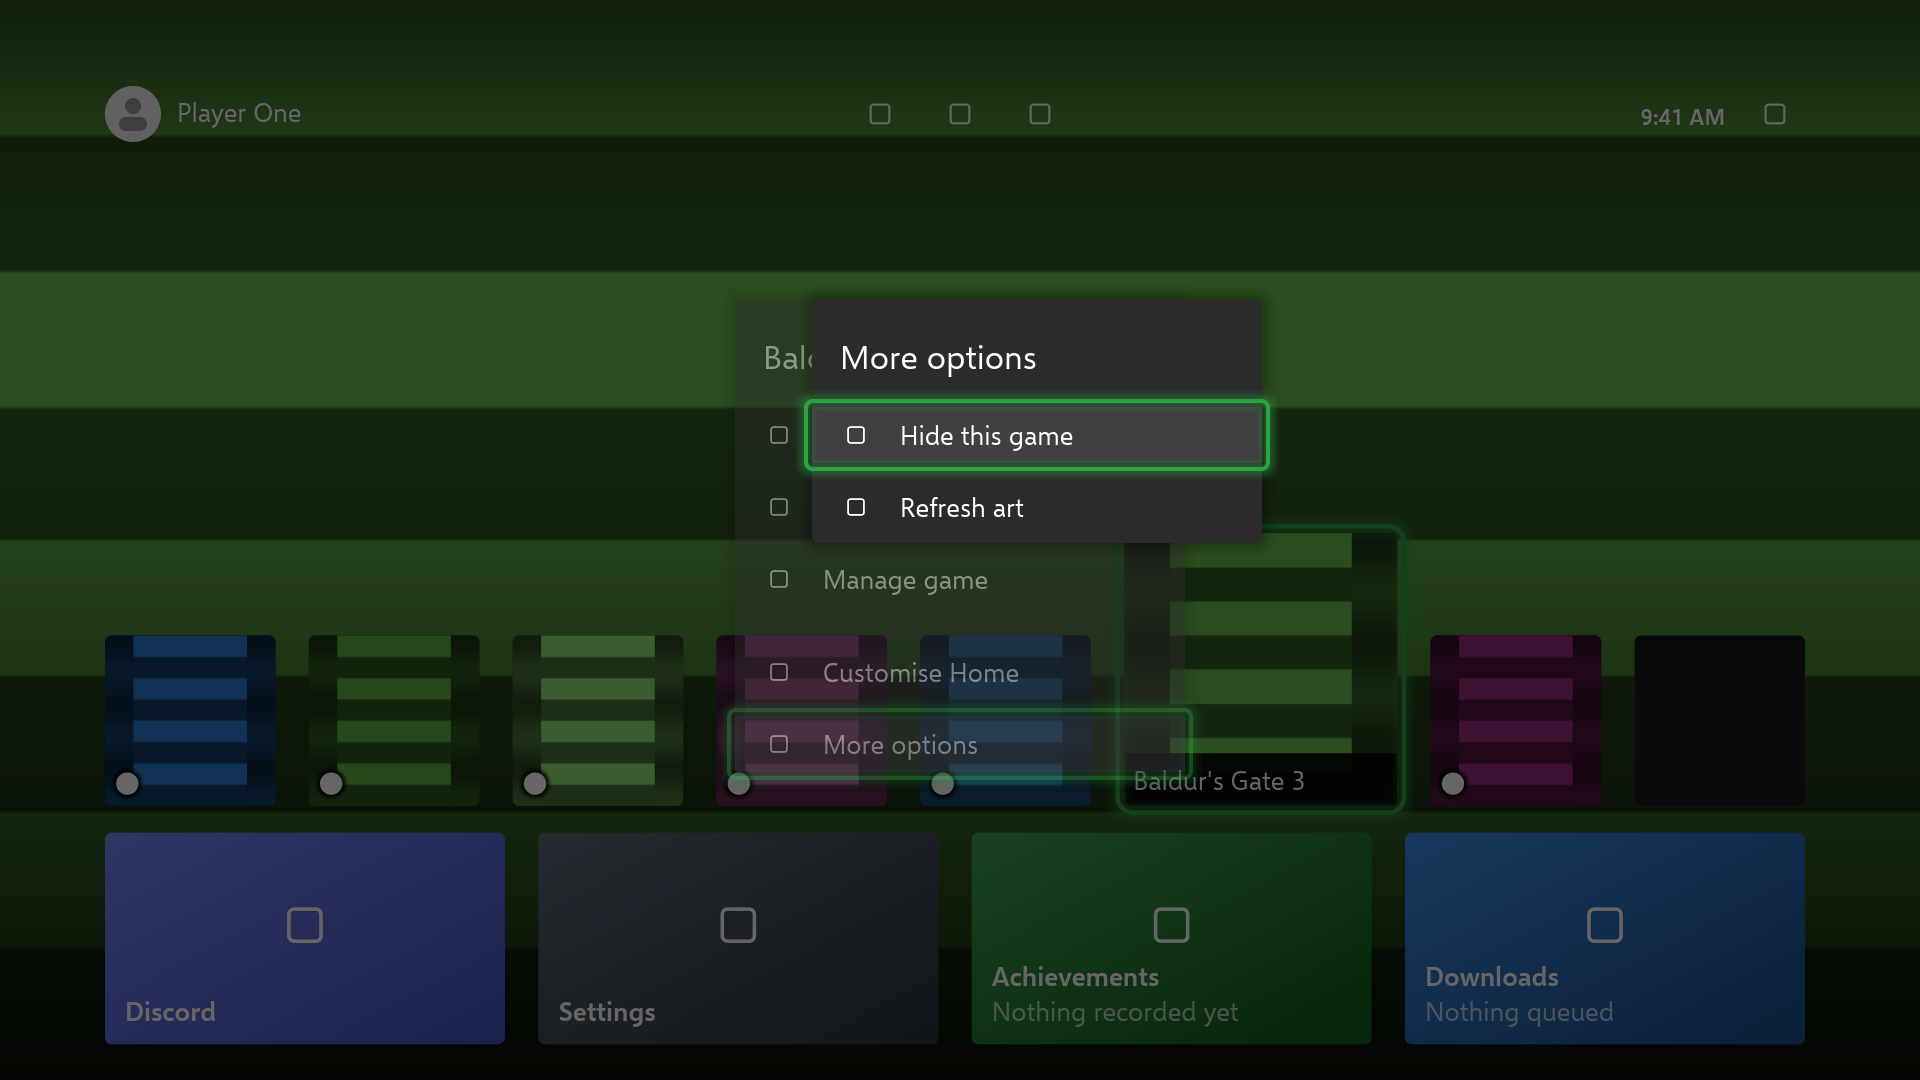 Player One
9:41 AM
Bald
More options
Hide this game
Refresh art
Manage game
Customise Home
More options
Baldur's Gate 3
Discord
Settings
Achievements
Nothing recorded yet
Downloads
Nothing queued